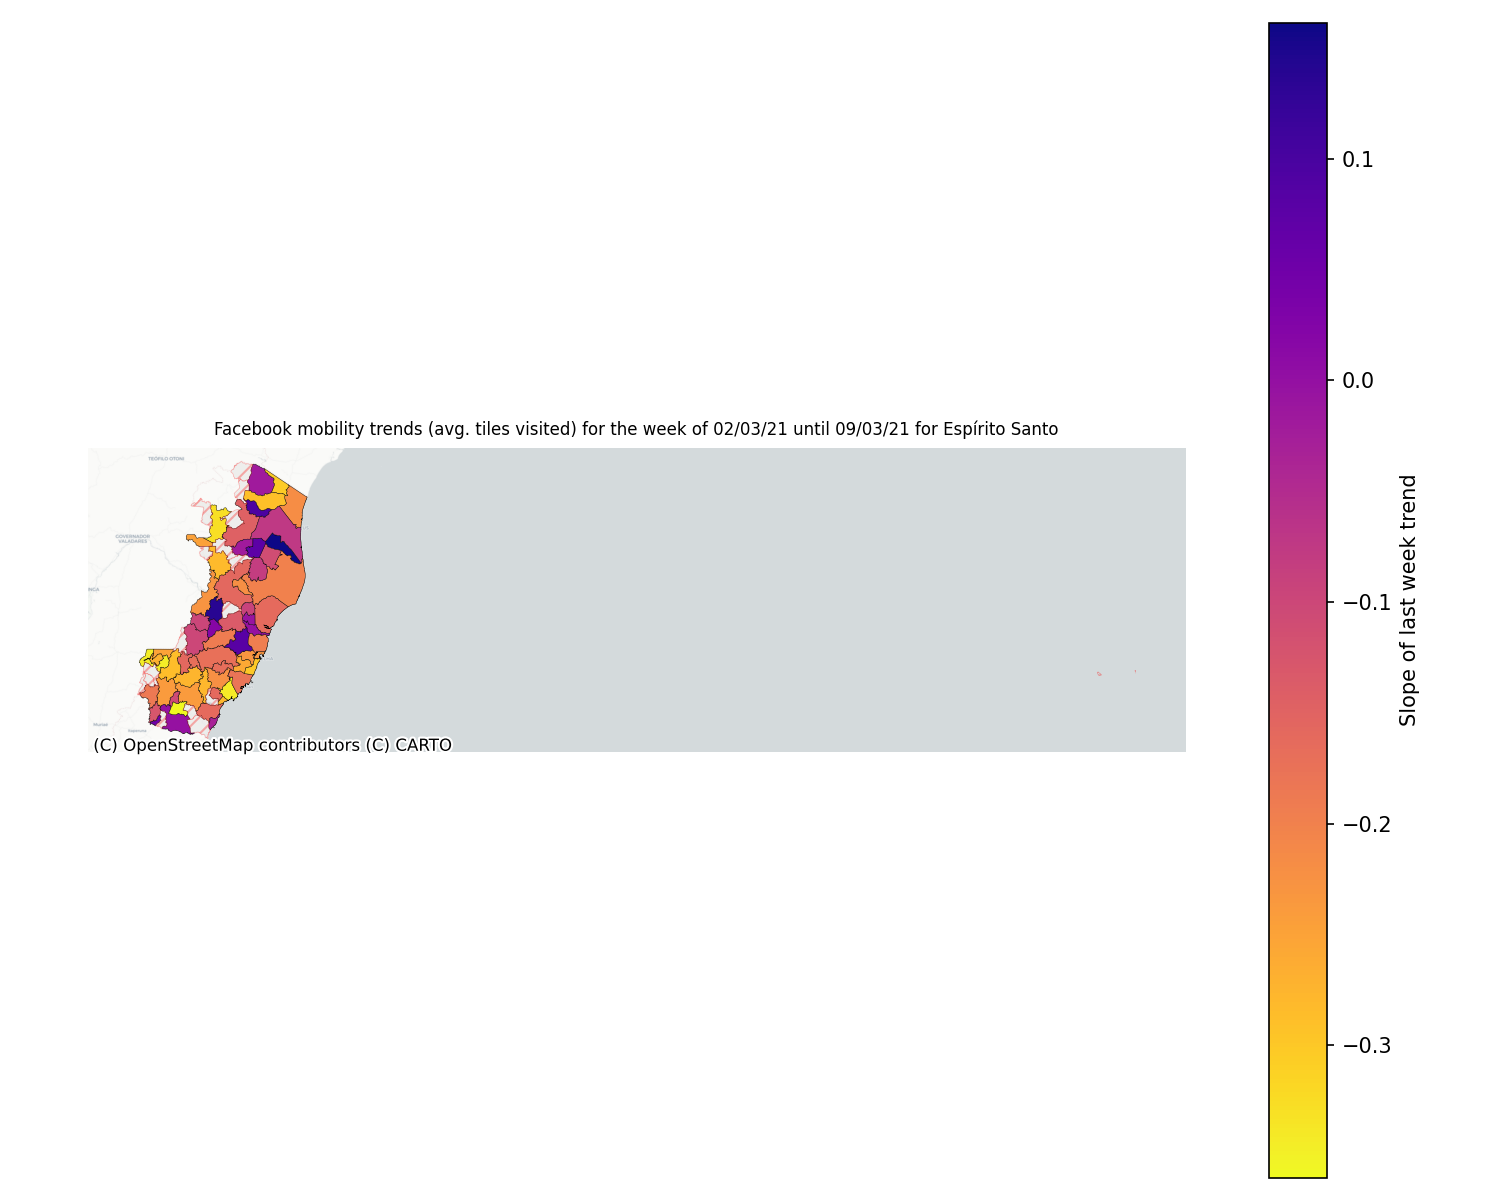 Facebook mobility trends (avg. tiles visited) for the week of 02/03/21 until 09/03/21 for Espírito Santo
TEÓFILO OTONI
GOVERNADOR
VALADARES
(C) OpenStreetMap contributors (C) CARTO
0.1
0.0
−0.1
−0.2
−0.3
Slope of last week trend